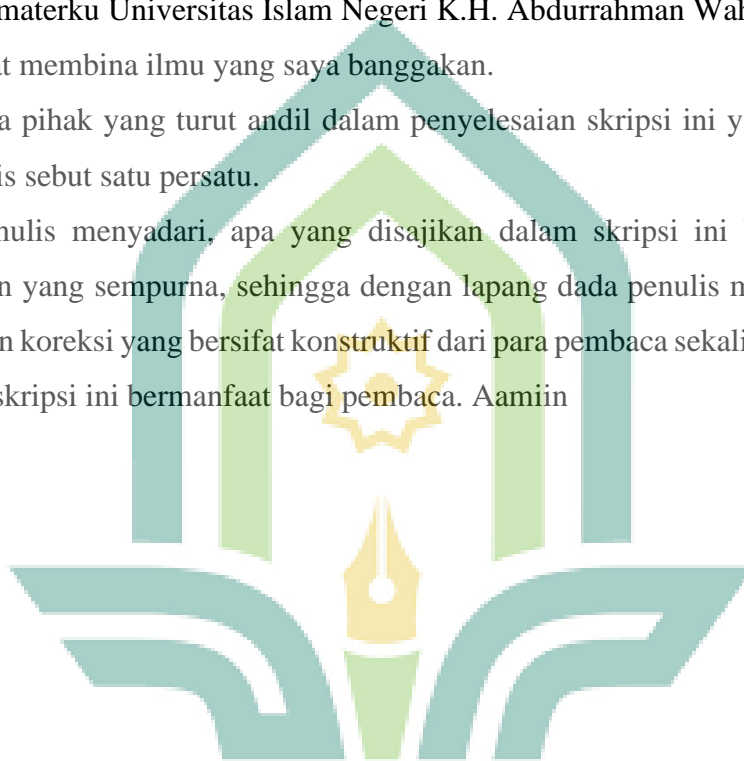 materku Universitas Islam Negeri K.H. Abdurrahman Wah
at membina ilmu yang saya banggakan.
a pihak yang turut andil dalam penyelesaian skripsi ini y
is sebut satu persatu.
nulis menyadari, apa yang disajikan dalam skripsi ini
n yang sempurna, sehingga dengan lapang dada penulis m
n koreksi yang bersifat konstruktif dari para pembaca sekali
skripsi ini bermanfaat bagi pembaca. Aamiin